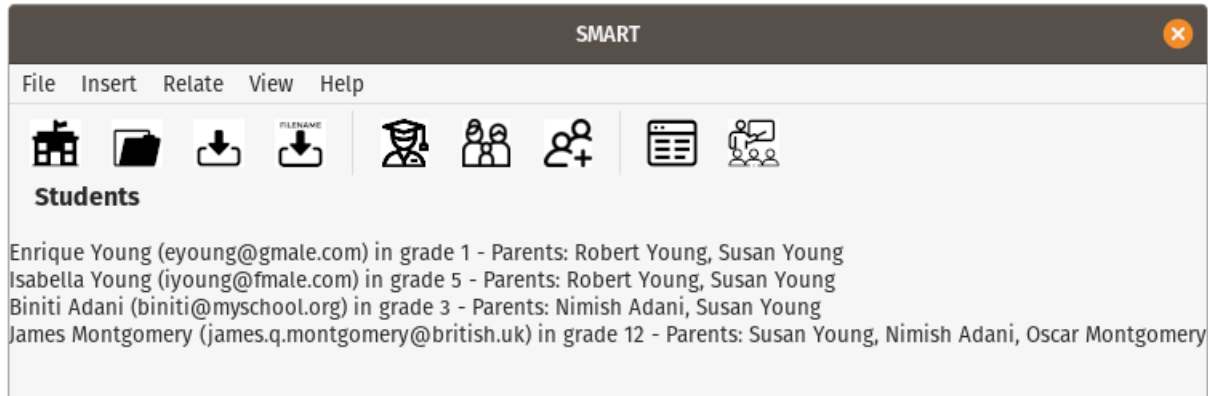 SMART
File Insert Relate View Help
FILENAME
Students
Enrique Young (eyoung@gmale.com) in grade 1 - Parents: Robert Young, Susan Young
Isabella Young (iyoung@fmale.com) in grade 5 - Parents: Robert Young, Susan Young
Biniti Adani (biniti@myschool.org) in grade 3 - Parents: Nimish Adani, Susan Young
James Montgomery (james.q.montgomery@british.uk) in grade 12 - Parents: Susan Young, Nimish Adani, Oscar Montgomery